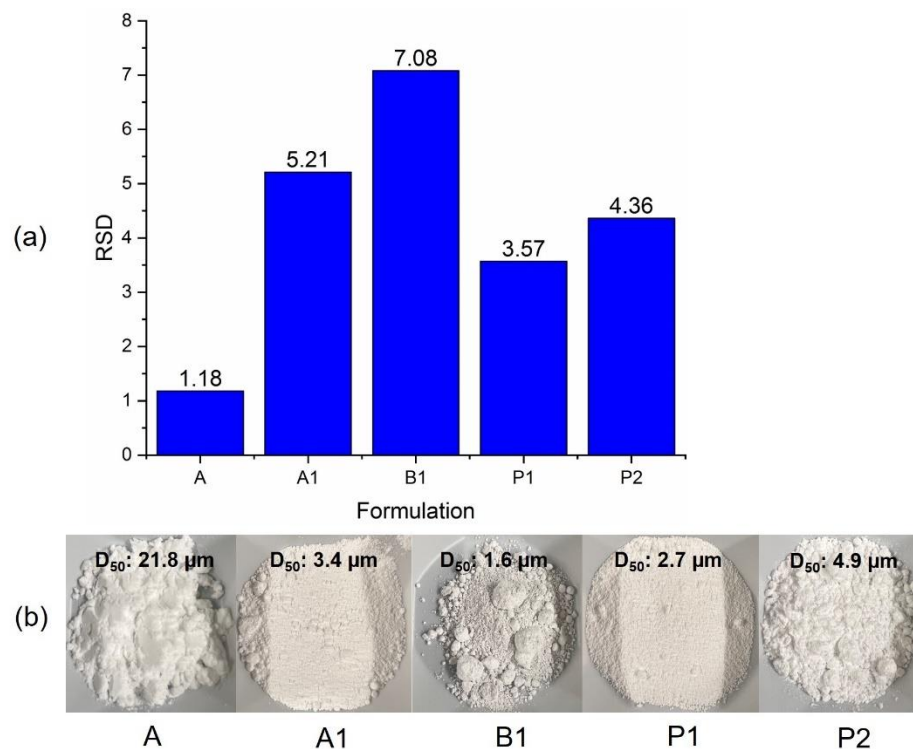 (a)
RSD
8
7
6
5
4
3
2
1
0
1.18
5.21
7.08
3.57
4.36
A A1 B1 P1 P2
Formulation
(b)
D₅₀: 21.8 µm D₅₀: 3.4 µm D₅₀: 1.6 µm D₅₀: 2.7 µm D₅₀: 4.9 µm
A A1 B1 P1 P2